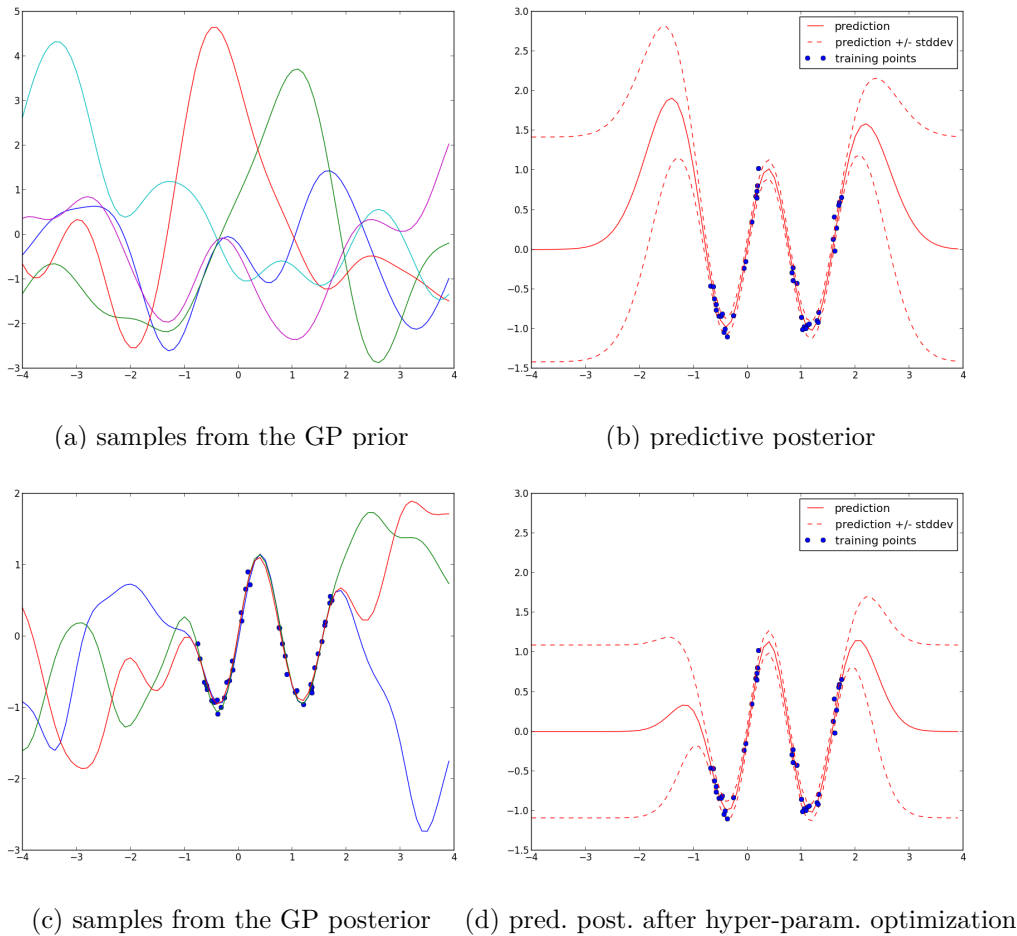 5
4
3
2
1
0
−1
−2
−3
−4 −3 −2 −1 0 1 2 3 4
(a) samples from the GP prior
3.0
2.5
2.0
1.5
1.0
0.5
0.0
−0.5
−1.0
−1.5
−4 −3 −2 −1 0 1 2 3 4
prediction
prediction +/- stddev
training points
(b) predictive posterior
2
1
0
−1
−2
−3
−4 −3 −2 −1 0 1 2 3 4
(c) samples from the GP posterior
3.0
2.5
2.0
1.5
1.0
0.5
0.0
−0.5
−1.0
−1.5
−4 −3 −2 −1 0 1 2 3 4
prediction
prediction +/- stddev
training points
(d) pred. post. after hyper-param. optimization